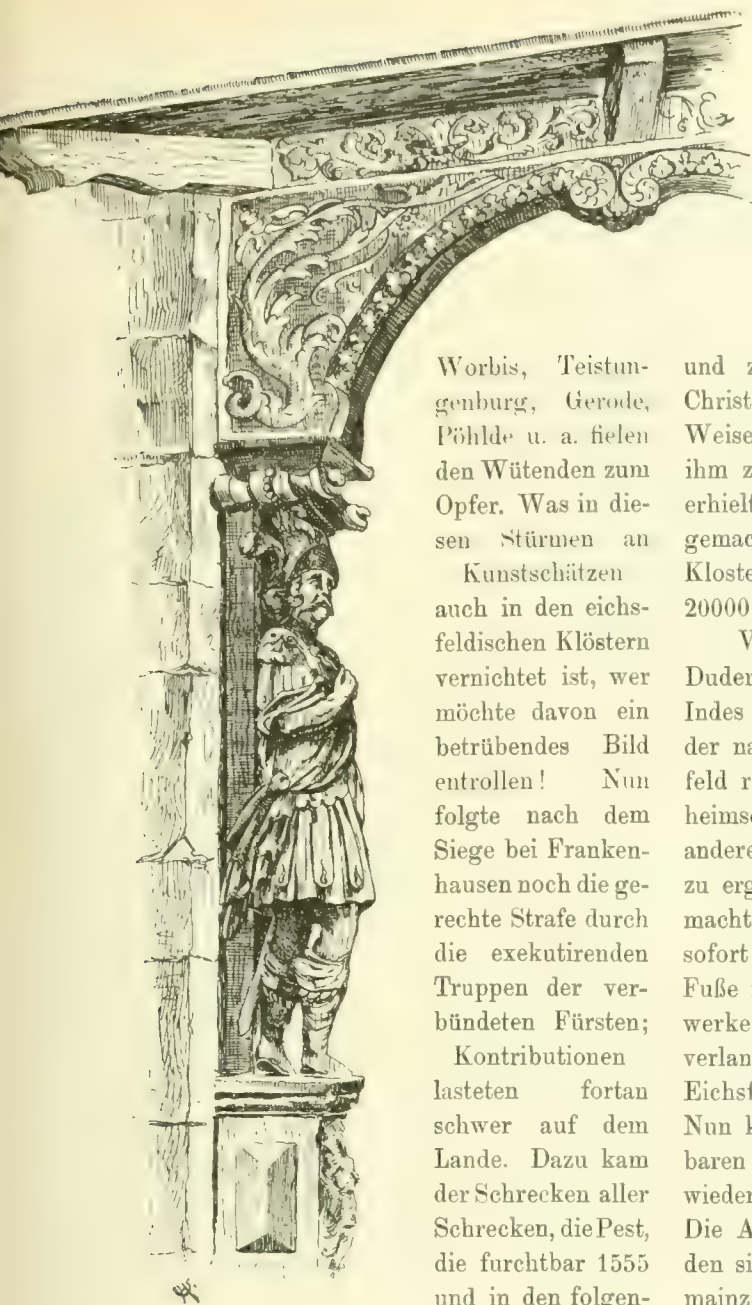 Worbis, Teistun-
genburg, Gerode,
Pöhlde u. a. fielen
den Wütenden zum
Opfer. Was in die-
sen Stürmen an
Kunstschätzen
auch in den eichs-
feldischen Klöstern
vernichtet ist, wer
möchte davon ein
betrübendes Bild
entrollen! Nun
folgte nach dem
Siege bei Franken-
hausen noch die ge-
rechte Strafe durch
die exekutirenden
Truppen der ver-
bündeten Fürsten;
Kontributionen
lasteten fortan
schwer auf dem
Lande. Dazu kam
der Schrecken aller
Schrecken, die Pest,
die furchtbar 1555
und in den folgen-
und z
Christ
Weise
ihm z
erhielt
gemac
Kloste
20000
V
Duder
Indes
der na
feld r
heimse
andere
zu erg
macht
sofort
Fuße
werke
verlan
Eichsf
Nun k
baren
wieder
Die A
den si
mainz